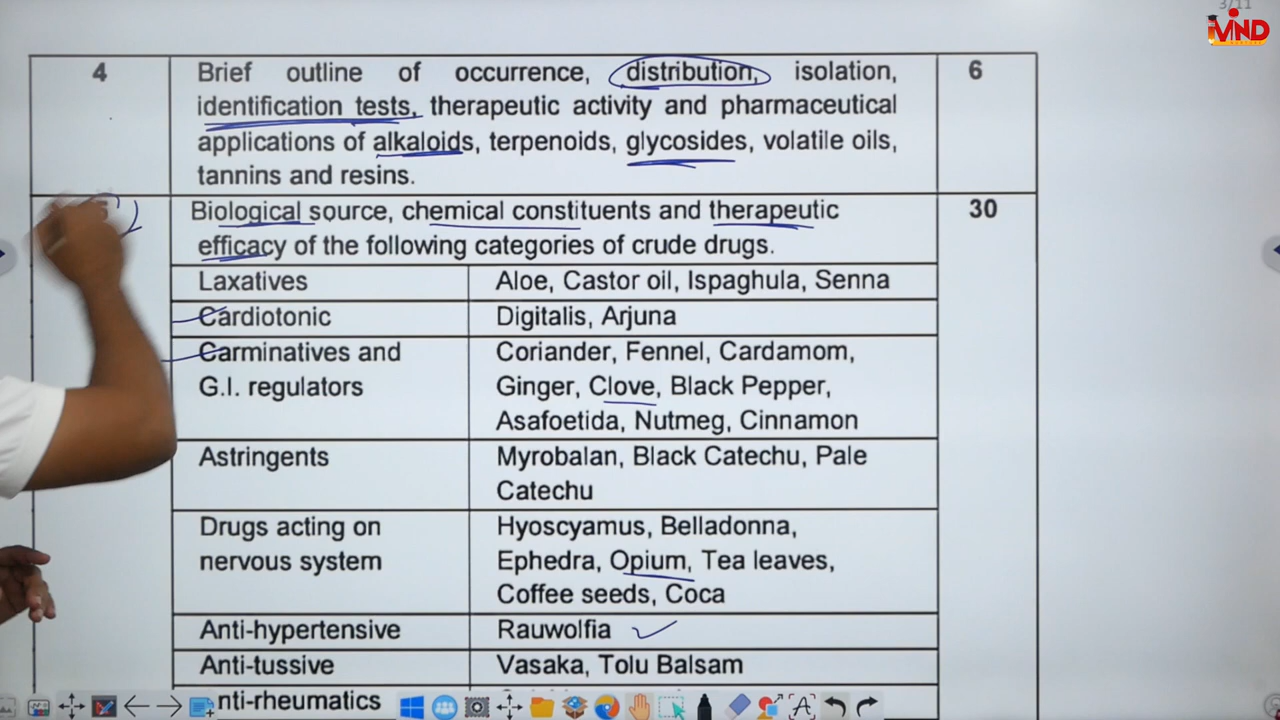 3/11
iMND
4 Brief outline of occurrence, distribution, isolation, 6
identification tests, therapeutic activity and pharmaceutical
applications of alkaloids, terpenoids, glycosides, volatile oils,
tannins and resins.
Biological source, chemical constituents and therapeutic 30
efficacy of the following categories of crude drugs.
Laxatives Aloe, Castor oil, Ispaghula, Senna
Cardiotonic Digitalis, Arjuna
Carminatives and Coriander, Fennel, Cardamom,
G.I. regulators Ginger, Clove, Black Pepper,
Asafoetida, Nutmeg, Cinnamon
Astringents Myrobalan, Black Catechu, Pale
Catechu
Drugs acting on Hyoscyamus, Belladonna,
nervous system Ephedra, Opium, Tea leaves,
Coffee seeds, Coca
Anti-hypertensive Rauwolfia
Anti-tussive Vasaka, Tolu Balsam
nti-rheumatics